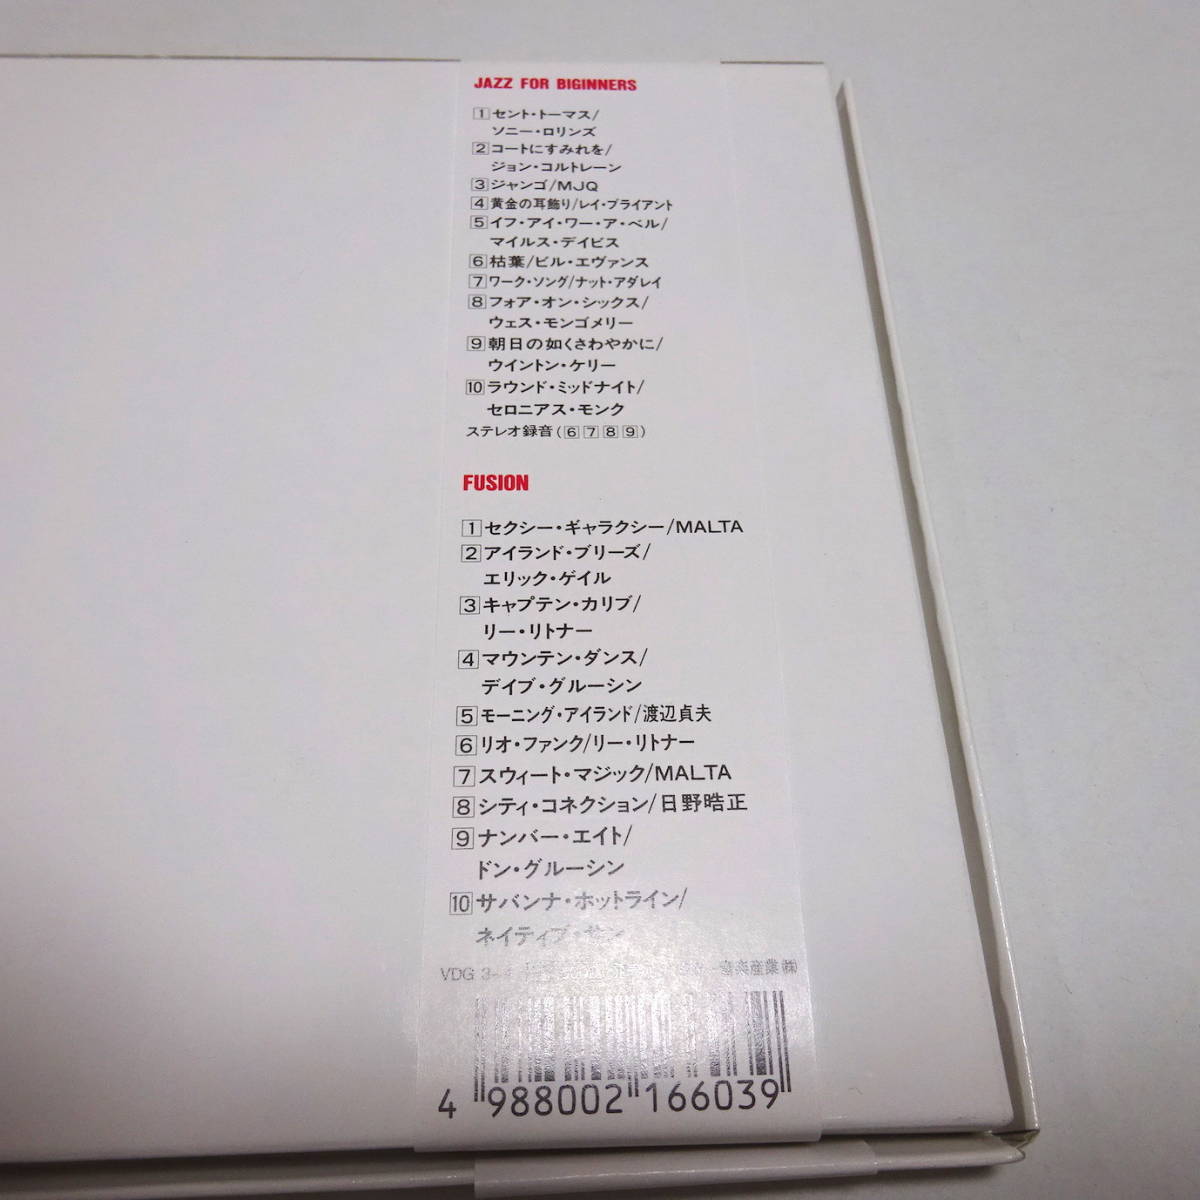 JAZZ FOR BIGINNERS
1 セント・トーマス/
ソニー・ロリンズ
2 コートにすみれを/
ジョン・コルトレーン
3 ジャンゴ/MJQ
4 黄金の耳飾り/レイ・ブライアント
5 イフ・アイ・ワー・ア・ベル/
マイルス・デイビス
6 枯葉/ビル・エヴァンス
7 ワーク・ソング/ナット・アダレイ
8 フォア・オン・シックス/
ウェス・モンゴメリー
9 朝日の如くさわやかに/
ウイントン・ケリー
10 ラウンド・ミッドナイト/
セロニアス・モンク
ステレオ録音(6 7 8 9)
FUSION
1 セクシー・ギャラクシー/MALTA
2 アイランド・ブリーズ/
エリック・ゲイル
3 キャプテン・カリブ/
リー・リトナー
4 マウンテン・ダンス/
デイブ・グルーシン
5 モーニング・アイランド/渡辺貞夫
6 リオ・ファンク/リー・リトナー
7 スウィート・マジック/MALTA
8 シティ・コネクション/日野晧正
9 ナンバー・エイト/
ドン・グルーシン
10 サバンナ・ホットライン/
ネイティブ・サン
VDG 音楽産業㈱
4 988002 166039